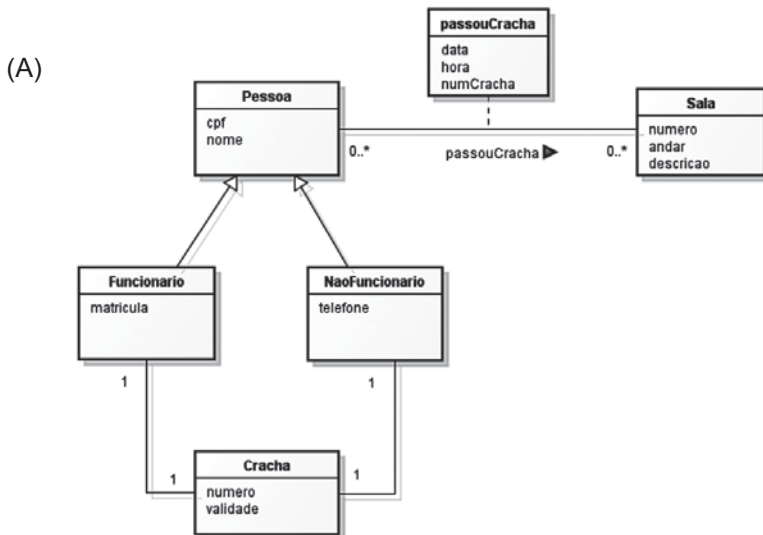 (A)
passouCracha
data
hora
numCracha
Pessoa
cpf
nome
Sala
numero
andar
descricao
0..*
passouCracha
0..*
Funcionario
matricula
NaoFuncionario
telefone
1
1
1
1
Cracha
numero
validade